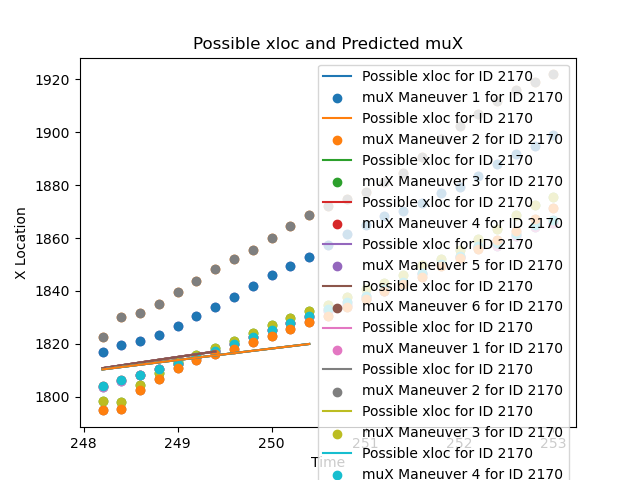 Possible xloc and Predicted muX
X Location
1920
1900
1880
1860
1840
1820
1800
248
249
250
251
252
253
Time
Possible xloc for ID 2170
muX Maneuver 1 for ID 2170
Possible xloc for ID 2170
muX Maneuver 2 for ID 2170
Possible xloc for ID 2170
muX Maneuver 3 for ID 2170
Possible xloc for ID 2170
muX Maneuver 4 for ID 2170
Possible xloc for ID 2170
muX Maneuver 5 for ID 2170
Possible xloc for ID 2170
muX Maneuver 6 for ID 2170
Possible xloc for ID 2170
muX Maneuver 1 for ID 2170
Possible xloc for ID 2170
muX Maneuver 2 for ID 2170
Possible xloc for ID 2170
muX Maneuver 3 for ID 2170
Possible xloc for ID 2170
muX Maneuver 4 for ID 2170